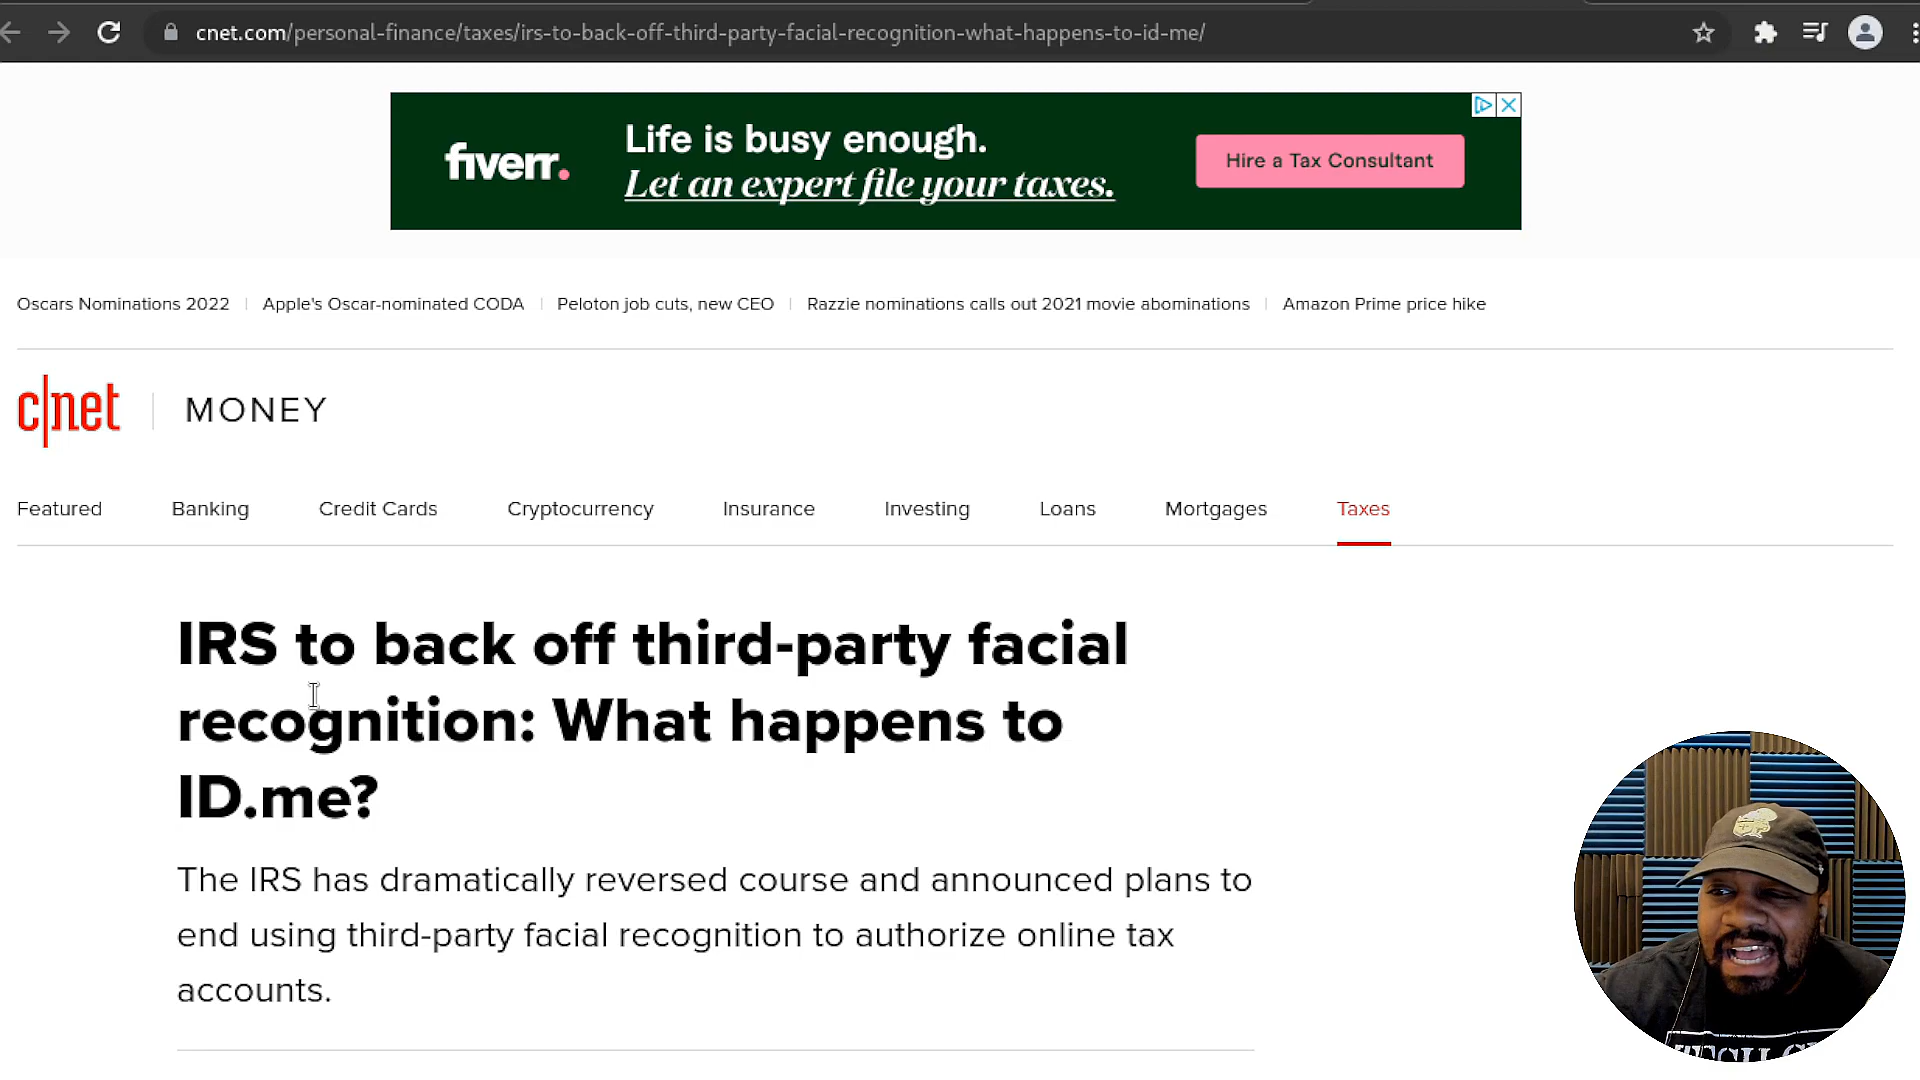 cnet.com/personal-finance/taxes/irs-to-back-off-third-party-facial-recognition-what-happens-to-id-me/
fiverr.
Life is busy enough.
Let an expert file your taxes.
Hire a Tax Consultant
Oscars Nominations 2022 Apple's Oscar-nominated CODA Peloton job cuts, new CEO Razzie nominations calls out 2021 movie abominations Amazon Prime price hike
c|net MONEY
Featured Banking Credit Cards Cryptocurrency Insurance Investing Loans Mortgages Taxes
IRS to back off third-party facial
recognition: What happens to
ID.me?
The IRS has dramatically reversed course and announced plans to
end using third-party facial recognition to authorize online tax
accounts.